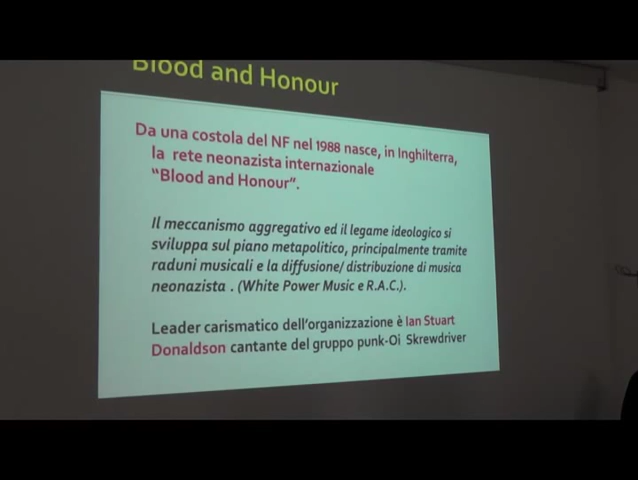 Blood and Honour
Da una costola del NF nel 1988 nasce, in Inghilterra,
la rete neonazista internazionale
“Blood and Honour”.
Il meccanismo aggregativo ed il legame ideologico si
sviluppa sul piano metapolitico, principalmente tramite
raduni musicali e la diffusione/ distribuzione di musica
neonazista . (White Power Music e R.A.C.).
Leader carismatico dell’organizzazione è Ian Stuart
Donaldson cantante del gruppo punk-Oi Skrewdriver